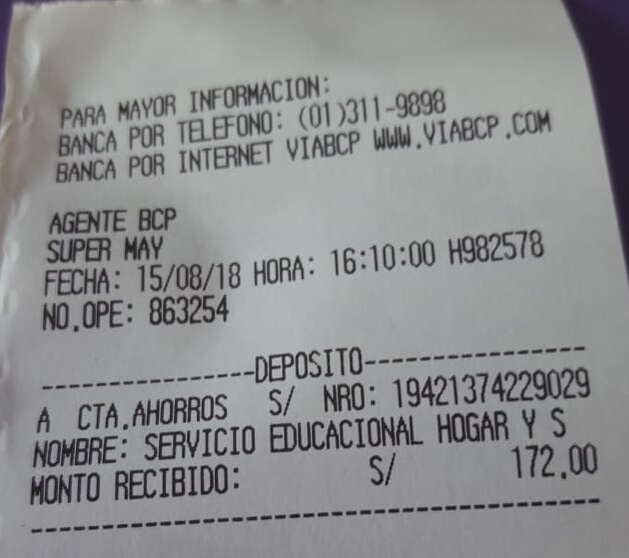 PARA MAYOR INFORMACION:
BANCA POR TELEFONO: (01)311-9898
BANCA POR INTERNET VIABCP WWW.VIABCP.COM
AGENTE BCP
SUPER MAY
FECHA: 15/08/18 HORA: 16:10:00 H982578
NO.OPE: 863254
----------------DEPOSITO----------------
A CTA.AHORROS S/ NRO: 19421374229029
NOMBRE: SERVICIO EDUCACIONAL HOGAR Y S
MONTO RECIBIDO: S/ 172.00
----------------------------------------